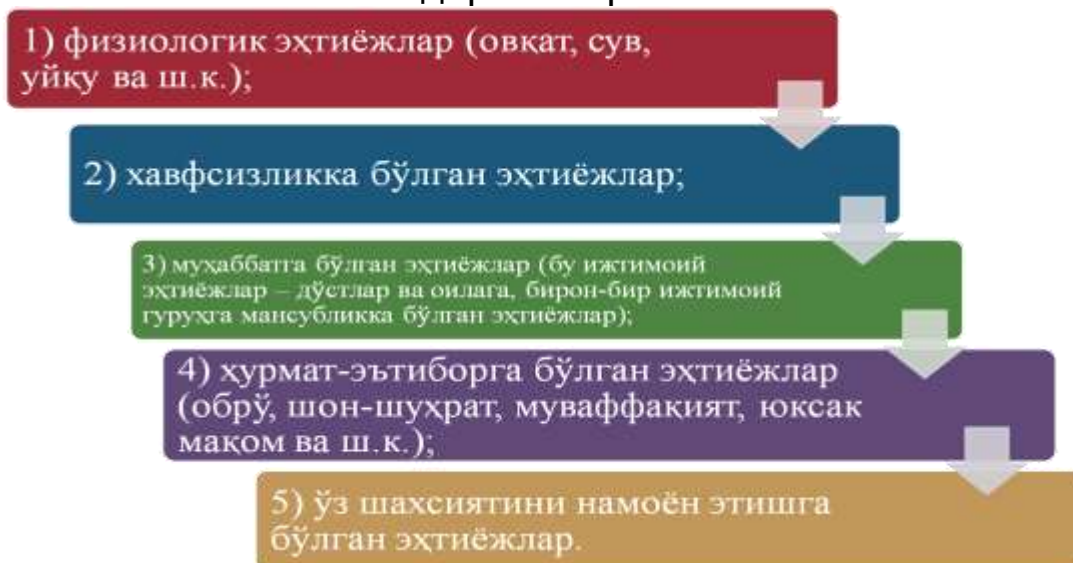 1) физиологик эҳтиёжлар (овқат, сув,
уйқу ва ш.к.);
2) хавфсизликка бўлган эҳтиёжлар;
3) муҳаббатга бўлган эҳтиёжлар (бу ижтимоий
эҳтиёжлар – дўстлар ва оилага, бирон-бир ижтимоий
гуруҳга мансубликка бўлган эҳтиёжлар);
4) ҳурмат-эътиборга бўлган эҳтиёжлар
(обрў, шон-шуҳрат, муваффақият, юксак
мақом ва ш.к.);
5) ўз шахсиятини намоён этишга
бўлган эҳтиёжлар.